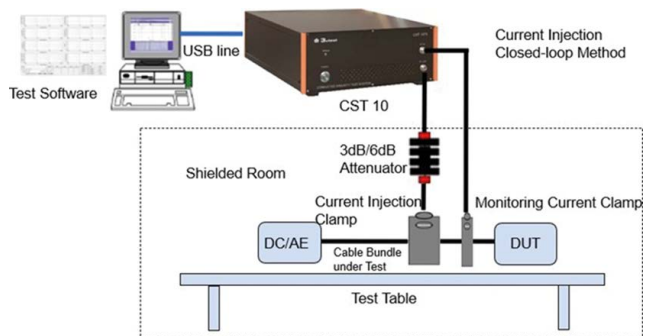 USB line
Test Software
CST 10
Current Injection
Closed-loop Method
Shielded Room
3dB/6dB
Attenuator
Current Injection
Clamp
Monitoring Current Clamp
DC/AE
Cable Bundle
under Test
DUT
Test Table